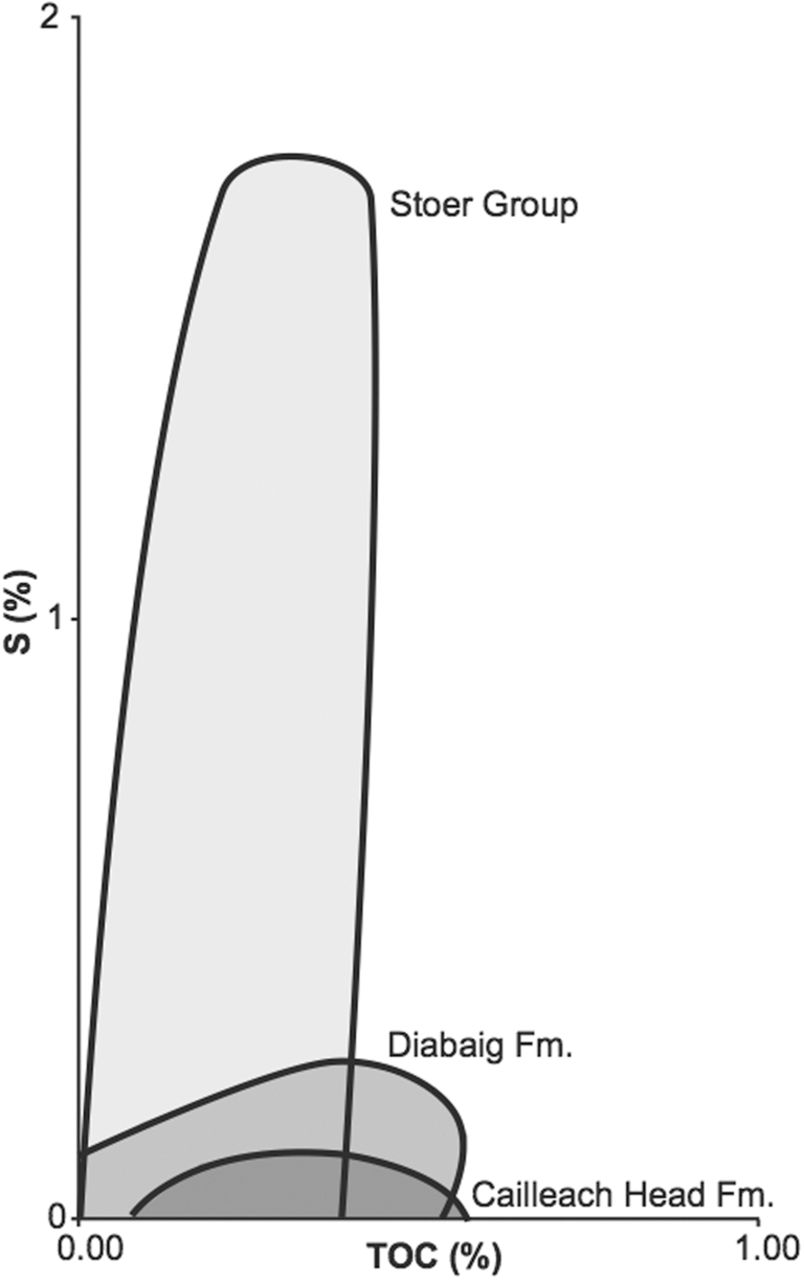 2
Stoer Group
S (%)
1
Diabaig Fm.
Cailleach Head Fm.
0
0.00
TOC (%)
1.00